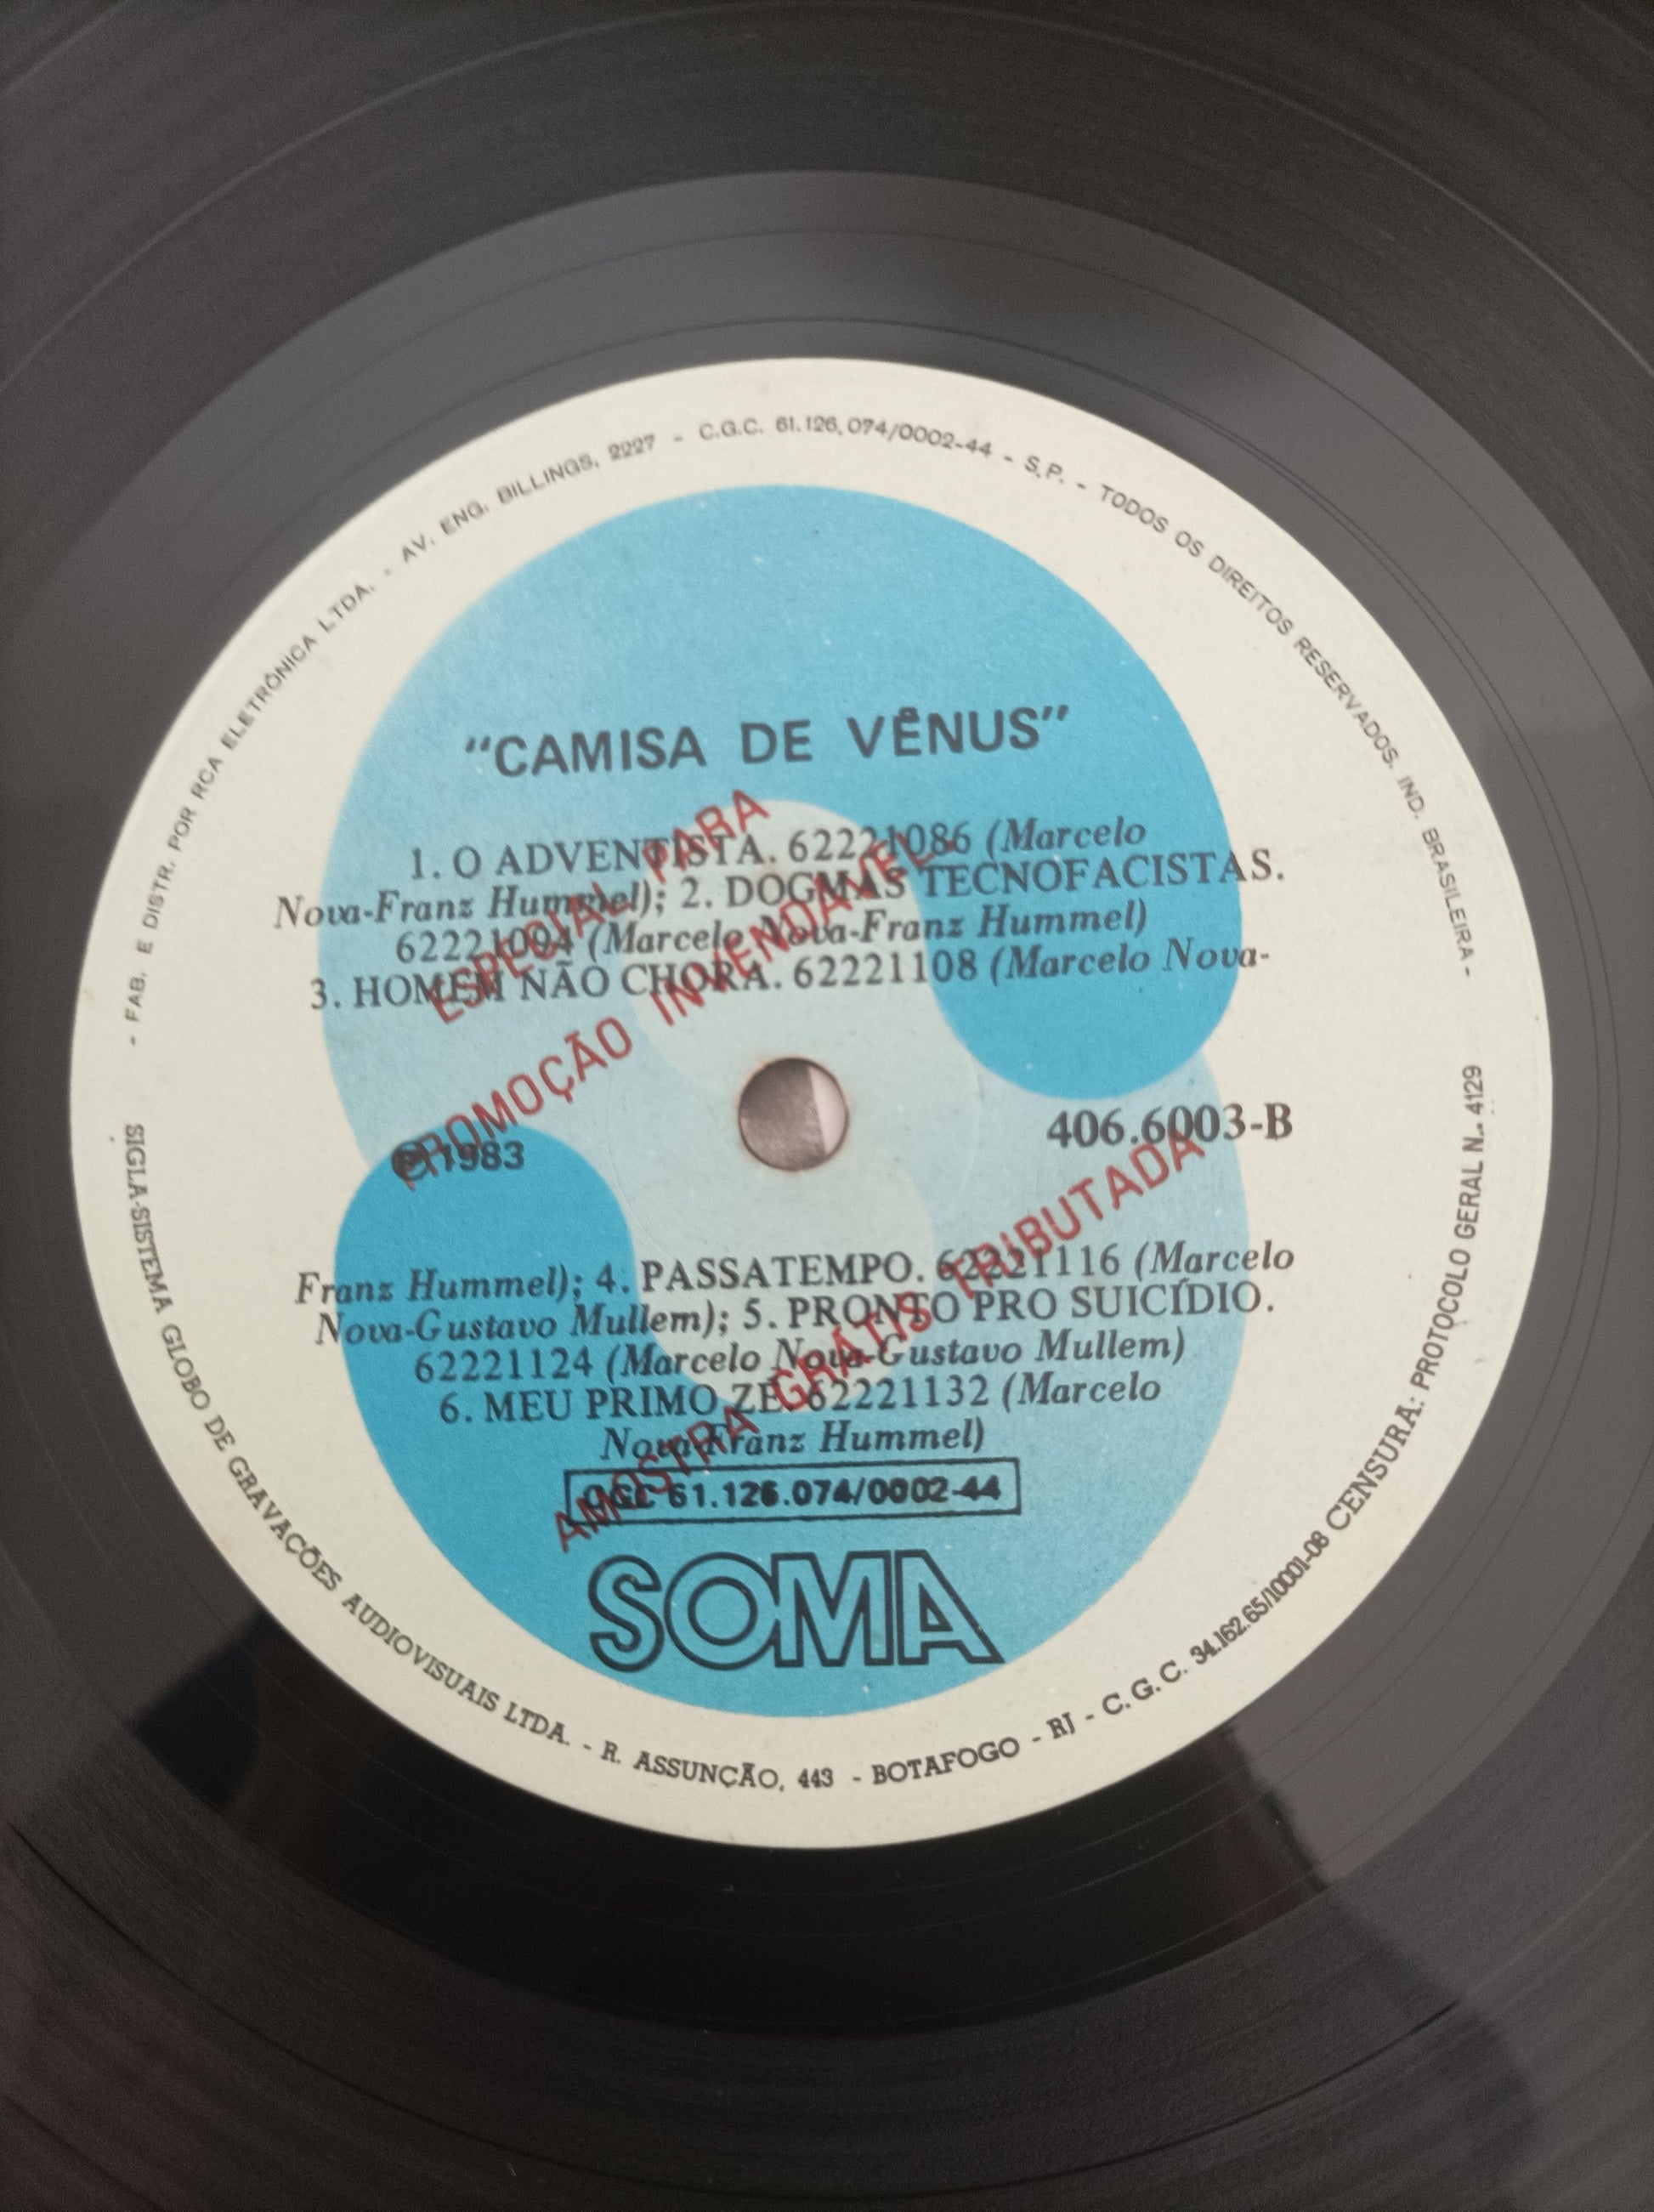 - FAB. E DISTR. POR RCA ELETRÔNICA LTDA. - AV. ENG. BILLINGS, 2227 - C.G.C. 61.126.074/0002-44 - S.P. - TODOS OS DIREITOS RESERVADOS. IND. BRASILEIRA -
"CAMISA DE VÊNUS"
1. O ADVENTISTA. 62221086 (Marcelo
Nova-Franz Hummel); 2. DOGMAS TECNOFACISTAS.
62221094 (Marcelo Nova-Franz Hummel)
3. HOMEM NÃO CHORA. 62221108 (Marcelo Nova-
ESPECIAL PARA
PROMOÇÃO INVENDAVEL.
℗ 1983
406.6003-B
Franz Hummel); 4. PASSATEMPO. 62221116 (Marcelo
Nova-Gustavo Mullem); 5. PRONTO PRO SUICÍDIO.
62221124 (Marcelo Nova-Gustavo Mullem)
6. MEU PRIMO ZÉ. 62221132 (Marcelo
Nova-Franz Hummel)
AMOSTRA GRÁTIS TRIBUTADA
CGC 61.126.074/0002-44
SOMA
SIGLA-SISTEMA GLOBO DE GRAVAÇÕES AUDIOVISUAIS LTDA. - R. ASSUNÇÃO, 443 - BOTAFOGO - RJ - C.G.C. 34.162.65/10001-08 CENSURA: PROTOCOLO GERAL N.- 4129